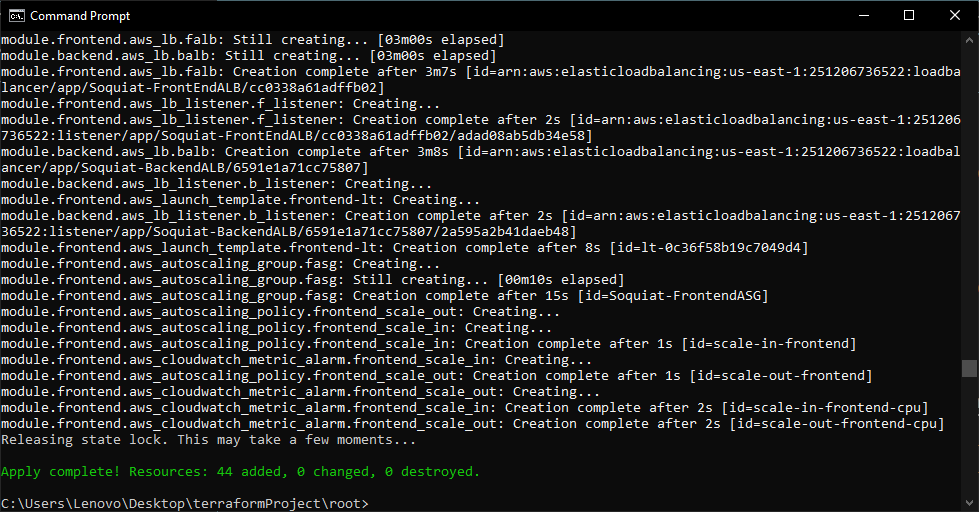 Command Prompt
module.frontend.aws_lb.falb: Still creating... [03m00s elapsed]
module.backend.aws_lb.balb: Still creating... [03m00s elapsed]
module.frontend.aws_lb.falb: Creation complete after 3m7s [id=arn:aws:elasticloadbalancing:us-east-1:251206736522:loadb
alancer/app/Soquiat-FrontEndALB/cc0338a61adffb02]
module.frontend.aws_lb_listener.f_listener: Creating...
module.frontend.aws_lb_listener.f_listener: Creation complete after 2s [id=arn:aws:elasticloadbalancing:us-east-1:251206
736522:listener/app/Soquiat-FrontEndALB/cc0338a61adffb02/adad08ab5db34e58]
module.backend.aws_lb.balb: Creation complete after 3m8s [id=arn:aws:elasticloadbalancing:us-east-1:251206736522:loadbal
ancer/app/Soquiat-BackendALB/6591e1a71cc75807]
module.backend.aws_lb_listener.b_listener: Creating...
module.frontend.aws_launch_template.frontend-lt: Creating...
module.backend.aws_lb_listener.b_listener: Creation complete after 2s [id=arn:aws:elasticloadbalancing:us-east-1:2512067
36522:listener/app/Soquiat-BackendALB/6591e1a71cc75807/2a595a2b41daeb48]
module.frontend.aws_launch_template.frontend-lt: Creation complete after 8s [id=lt-0c36f58b19c7049d4]
module.frontend.aws_autoscaling_group.fasg: Creating...
module.frontend.aws_autoscaling_group.fasg: Still creating... [00m10s elapsed]
module.frontend.aws_autoscaling_group.fasg: Creation complete after 15s [id=Soquiat-FrontendASG]
module.frontend.aws_autoscaling_policy.frontend_scale_out: Creating...
module.frontend.aws_autoscaling_policy.frontend_scale_in: Creating...
module.frontend.aws_autoscaling_policy.frontend_scale_in: Creation complete after 1s [id=scale-in-frontend]
module.frontend.aws_cloudwatch_metric_alarm.frontend_scale_in: Creating...
module.frontend.aws_autoscaling_policy.frontend_scale_out: Creation complete after 1s [id=scale-out-frontend]
module.frontend.aws_cloudwatch_metric_alarm.frontend_scale_out: Creating...
module.frontend.aws_cloudwatch_metric_alarm.frontend_scale_in: Creation complete after 2s [id=scale-in-frontend-cpu]
module.frontend.aws_cloudwatch_metric_alarm.frontend_scale_out: Creation complete after 2s [id=scale-out-frontend-cpu]
Releasing state lock. This may take a few moments...
Apply complete! Resources: 44 added, 0 changed, 0 destroyed.
C:\Users\Lenovo\Desktop\terraformProject\root>